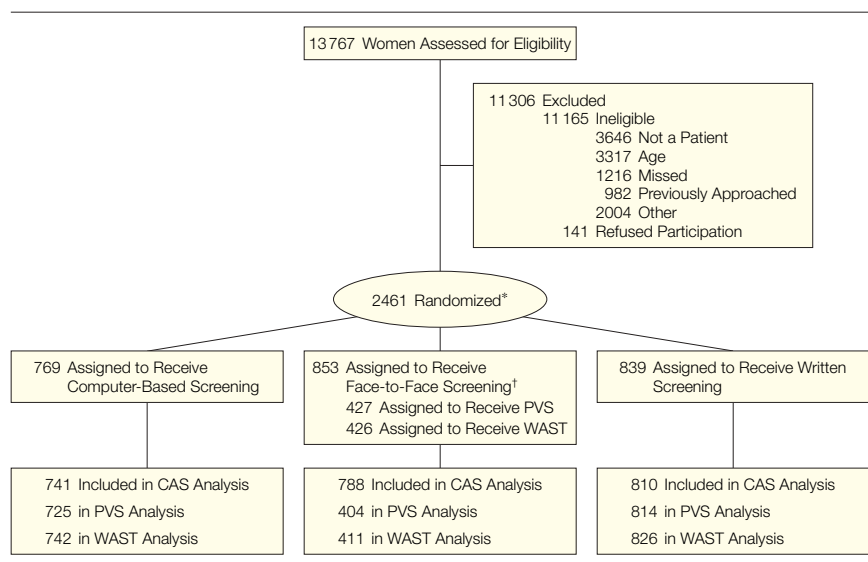 13 767 Women Assessed for Eligibility
11 306 Excluded
11 165 Ineligible
3646 Not a Patient
3317 Age
1216 Missed
982 Previously Approached
2004 Other
141 Refused Participation
2461 Randomized*
769 Assigned to Receive
Computer-Based Screening
853 Assigned to Receive
Face-to-Face Screening†
427 Assigned to Receive PVS
426 Assigned to Receive WAST
839 Assigned to Receive Written
Screening
741 Included in CAS Analysis
725 in PVS Analysis
742 in WAST Analysis
788 Included in CAS Analysis
404 in PVS Analysis
411 in WAST Analysis
810 Included in CAS Analysis
814 in PVS Analysis
826 in WAST Analysis